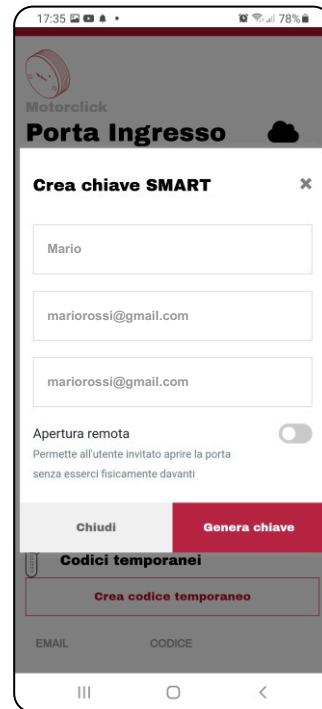 17:35 78%
Motorclick
Porta Ingresso
Crea chiave SMART
Mario
mariorossi@gmail.com
mariorossi@gmail.com
Apertura remota
Permette all'utente invitato aprire la porta
senza esserci fisicamente davanti
Chiudi Genera chiave
Codici temporanei
Crea codice temporaneo
EMAIL CODICE